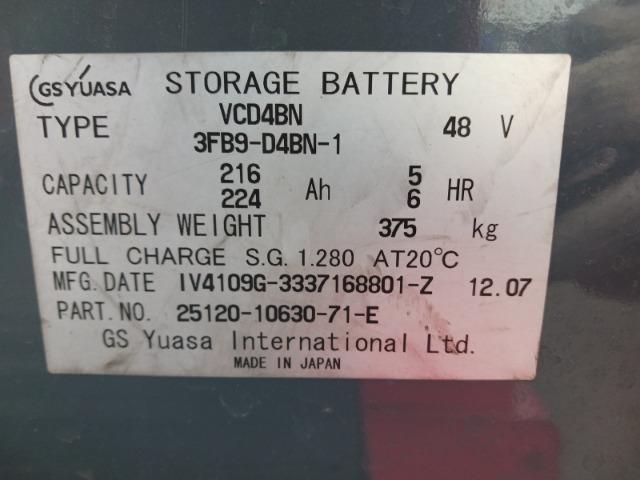 GS YUASA STORAGE BATTERY
TYPE VCD4BN 48 V
3FB9-D4BN-1
CAPACITY 216 Ah 5 HR
224 6
ASSEMBLY WEIGHT 375 kg
FULL CHARGE S.G. 1.280 AT20℃
MFG. DATE IV4109G-3337168801-Z 12.07
PART. NO. 25120-10630-71-E
GS Yuasa International Ltd.
MADE IN JAPAN